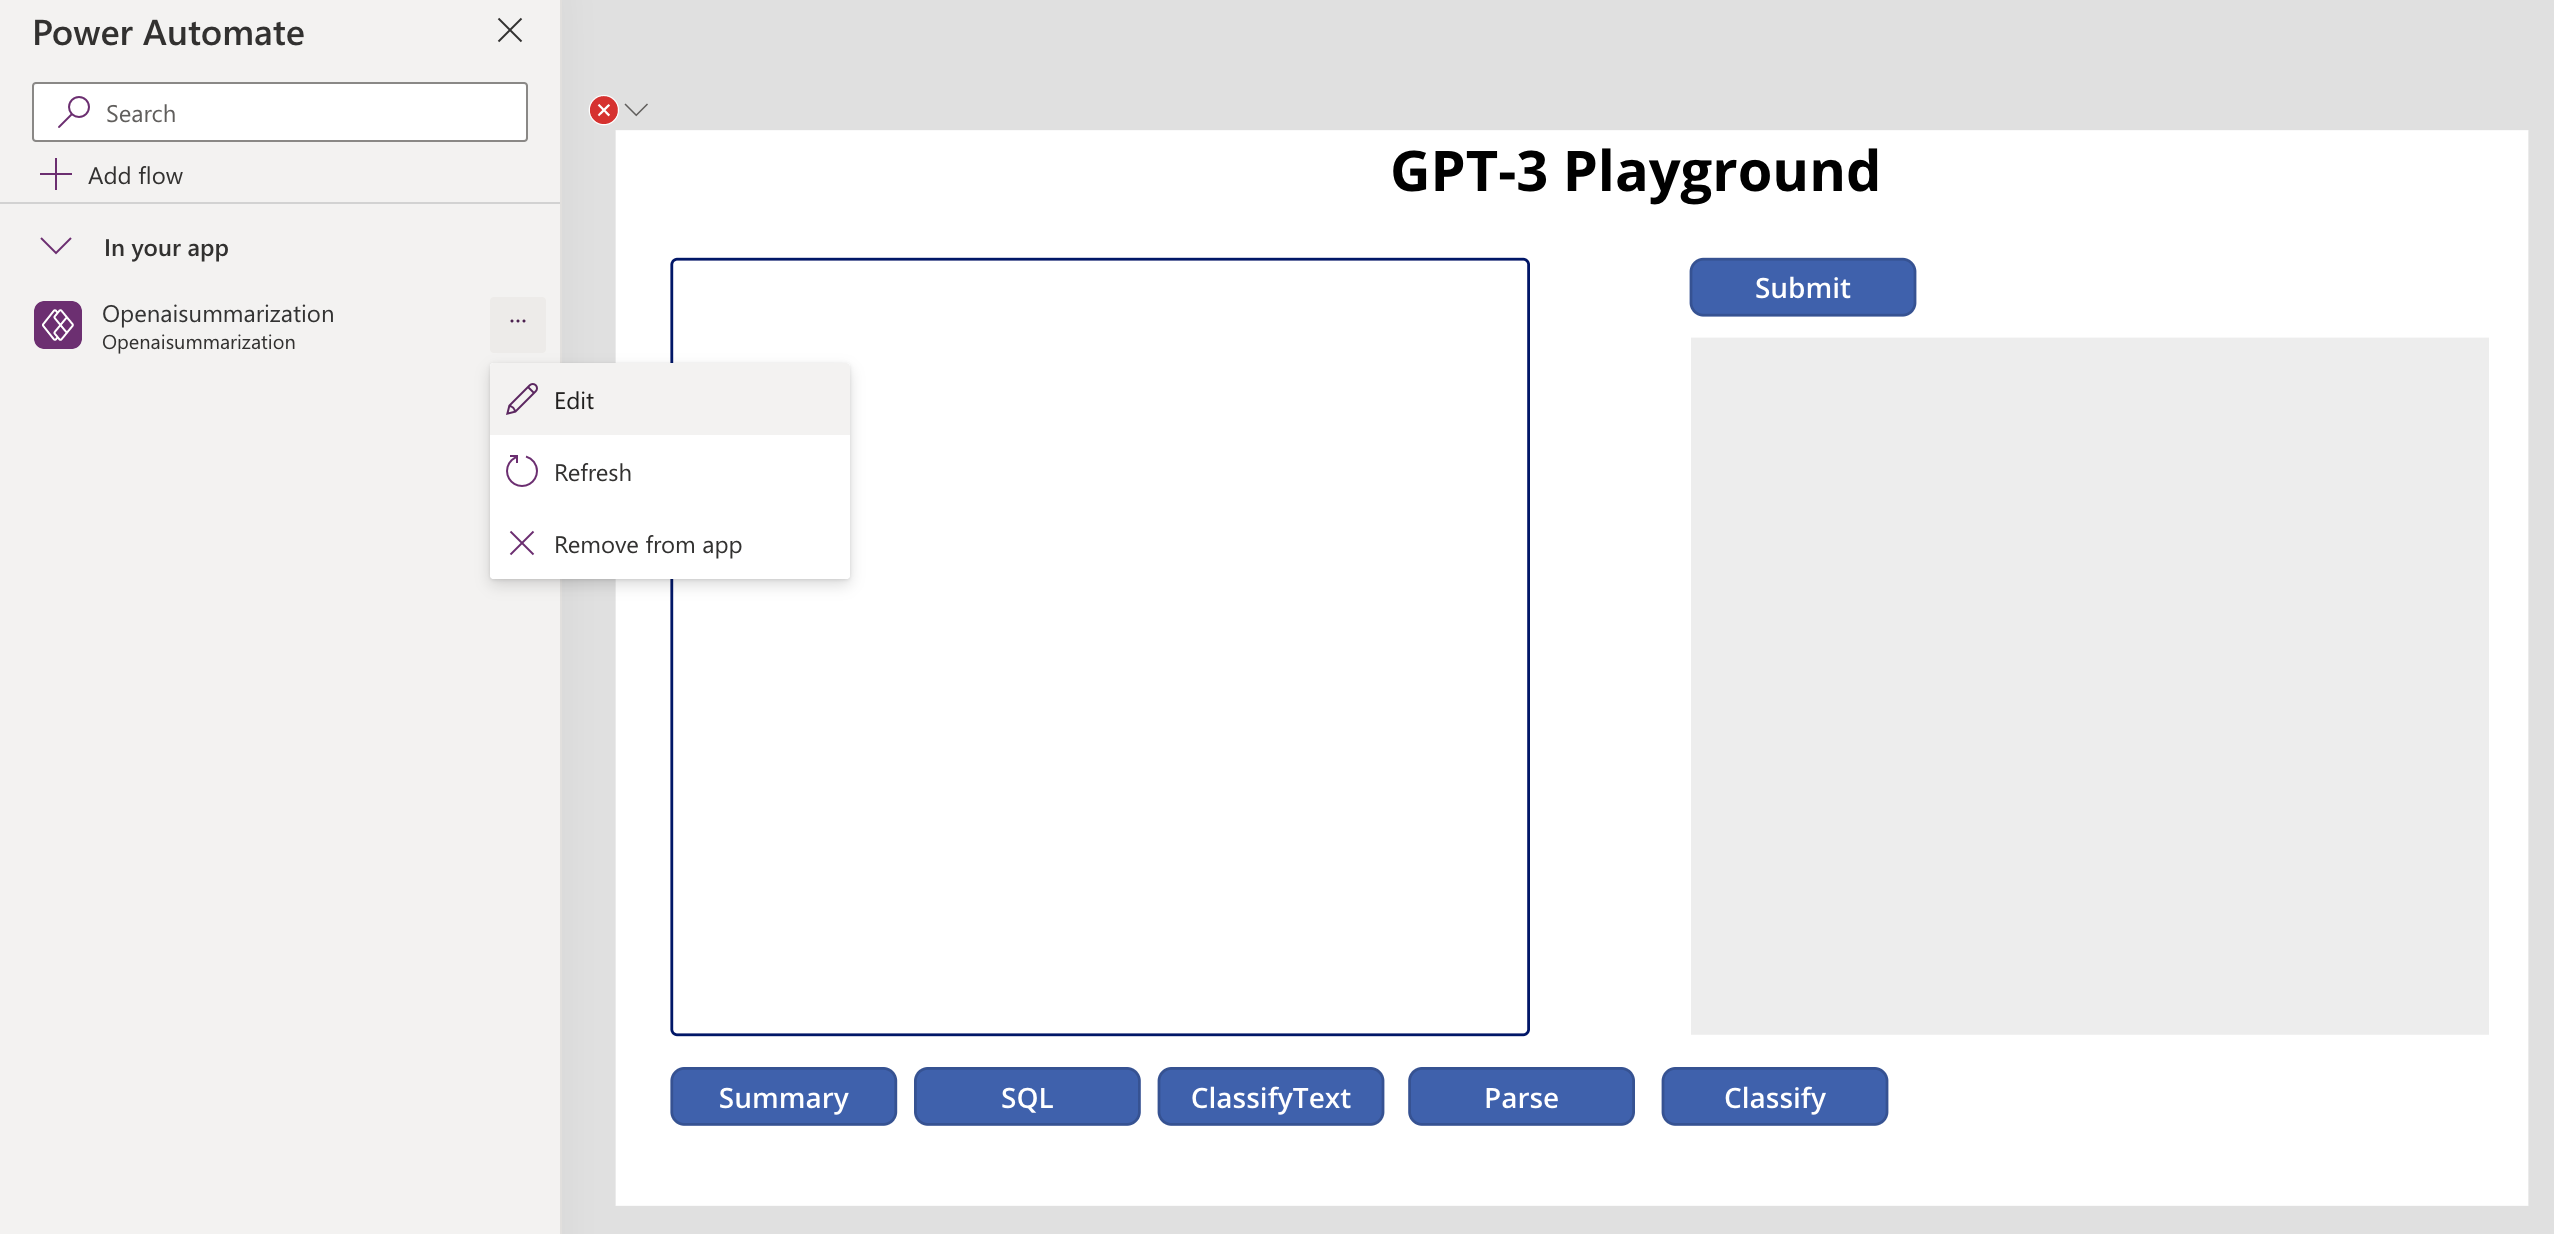 Power Automate
Search
Add flow
In your app
Openaisummarization
Openaisummarization
...
Edit
Refresh
Remove from app
GPT-3 Playground
Submit
Summary
SQL
ClassifyText
Parse
Classify